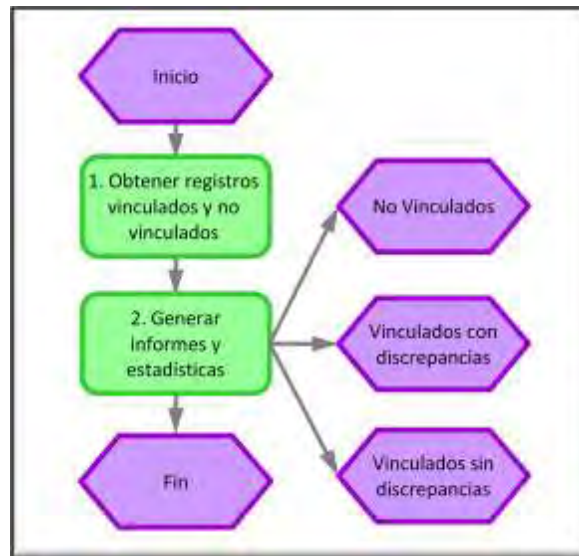 Inicio
1. Obtener registros
vinculados y no
vinculados
No Vinculados
2. Generar
informes y
estadísticas
Vinculados con
discrepancias
Fin
Vinculados sin
discrepancias